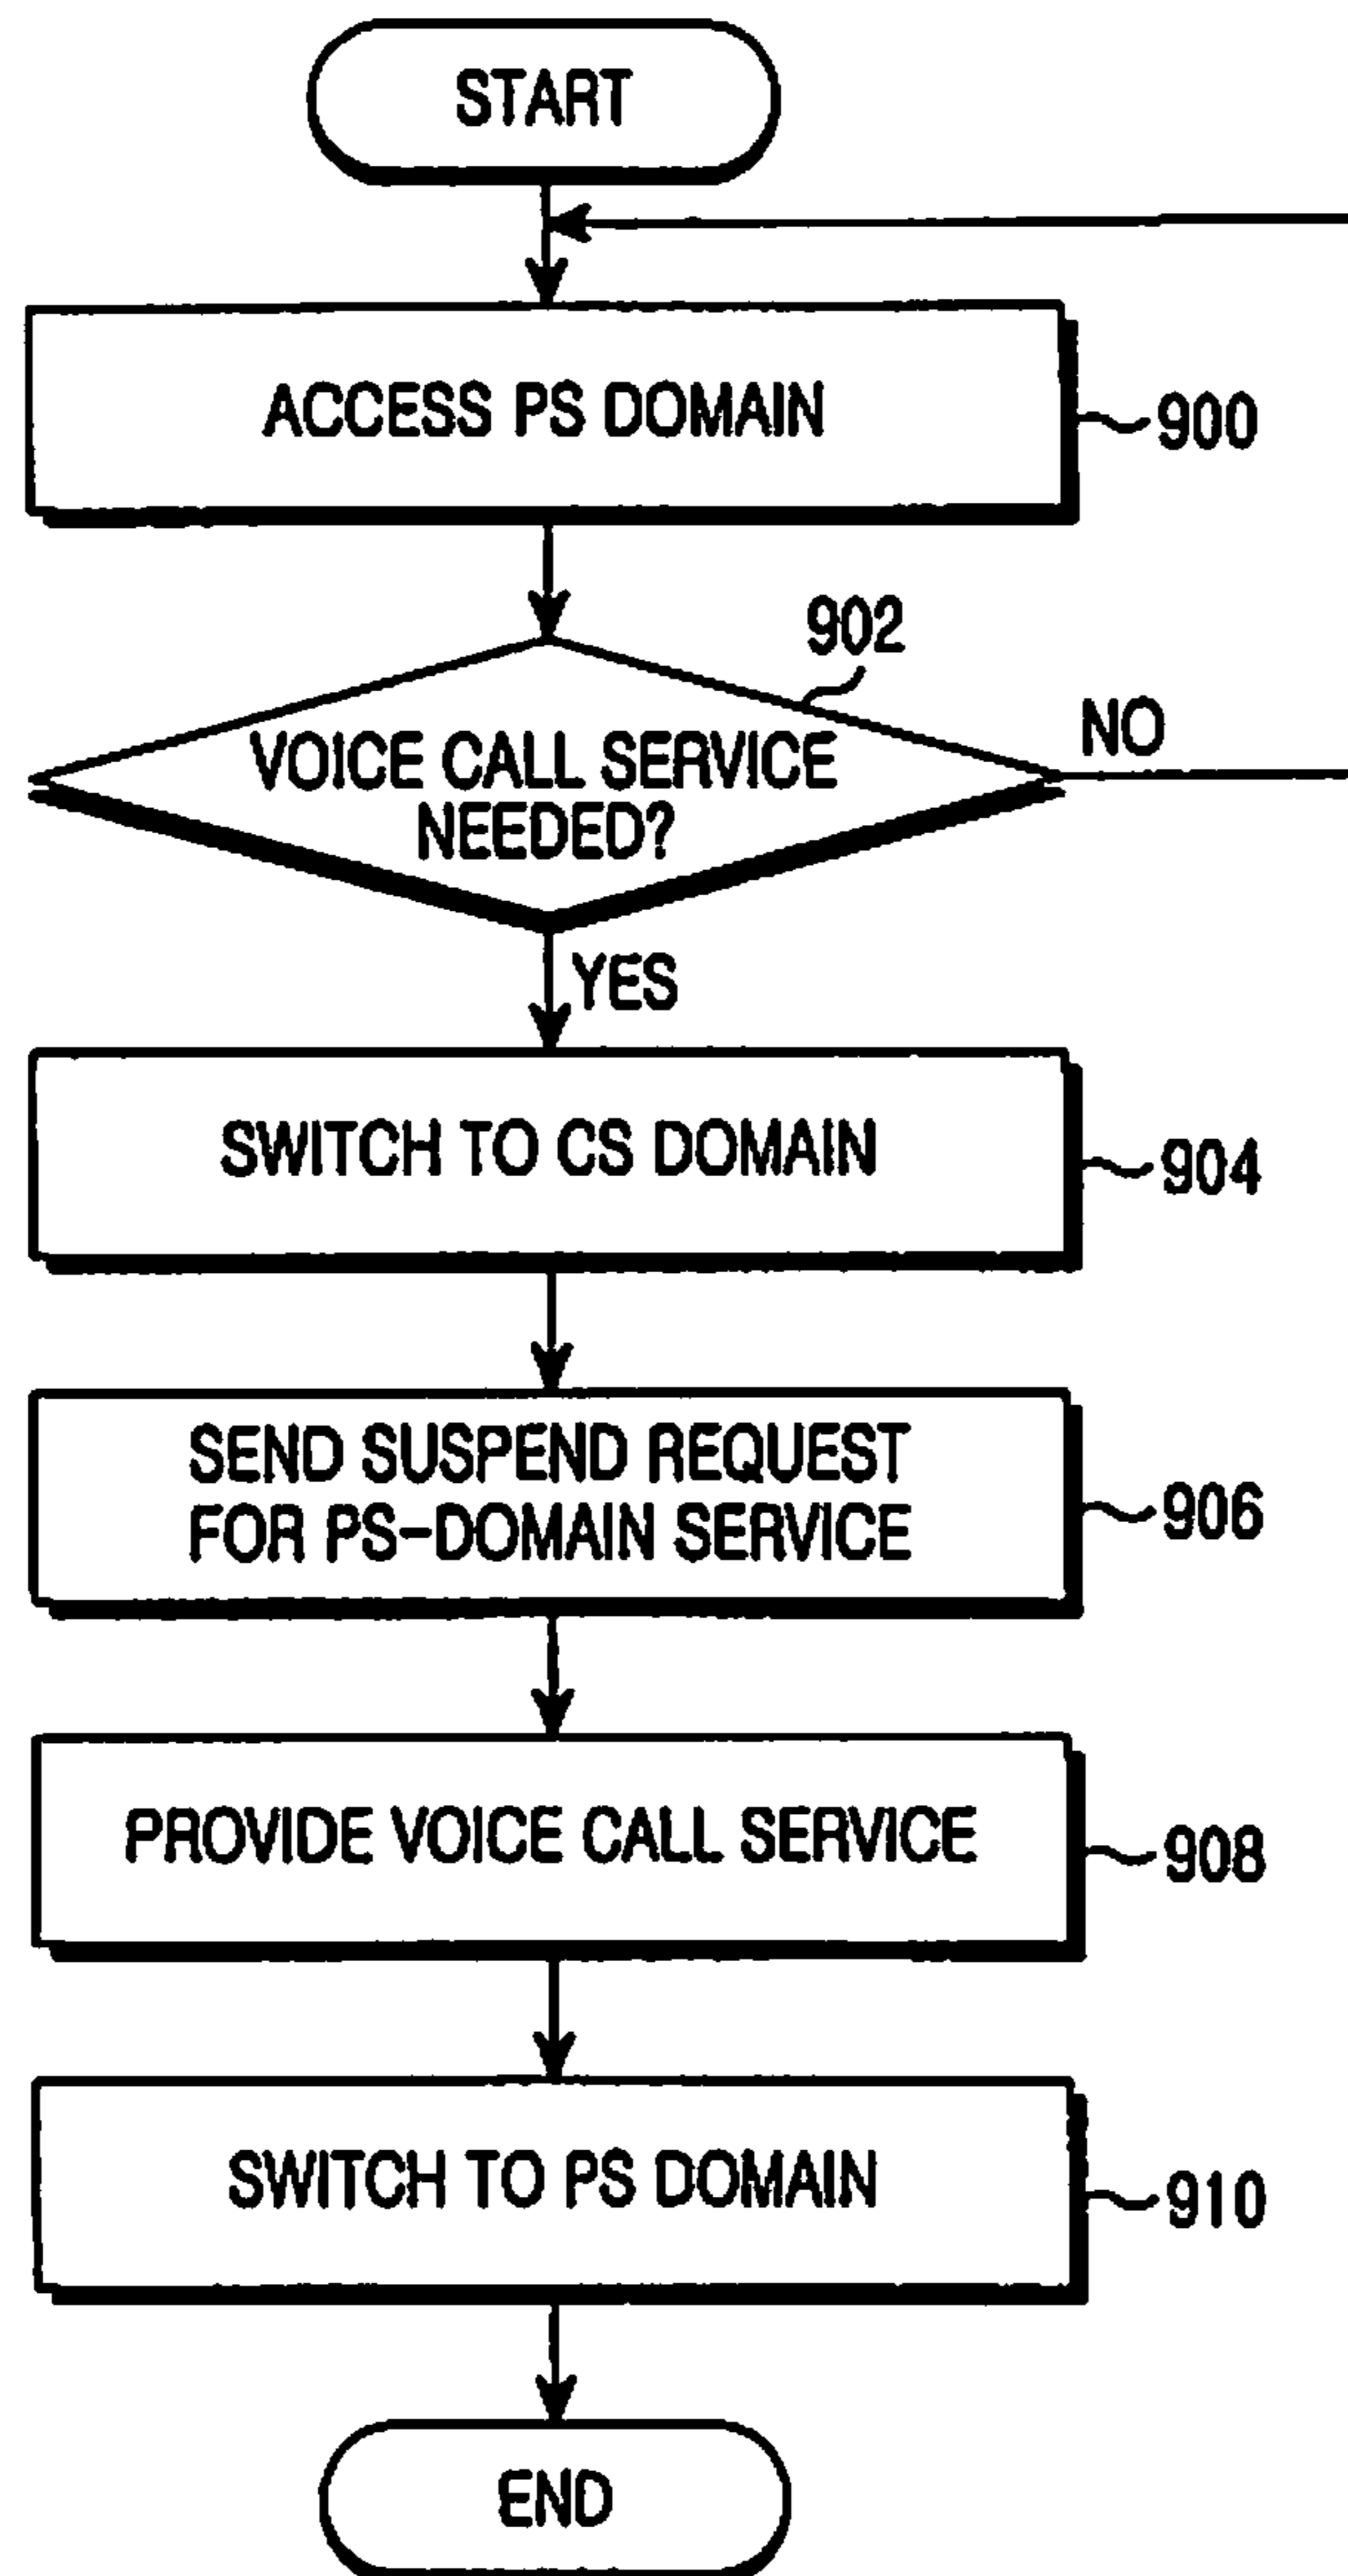 START
ACCESS PS DOMAIN
900
902
VOICE CALL SERVICE
NEEDED?
NO
YES
SWITCH TO CS DOMAIN
904
SEND SUSPEND REQUEST
FOR PS-DOMAIN SERVICE
906
PROVIDE VOICE CALL SERVICE
908
SWITCH TO PS DOMAIN
910
END